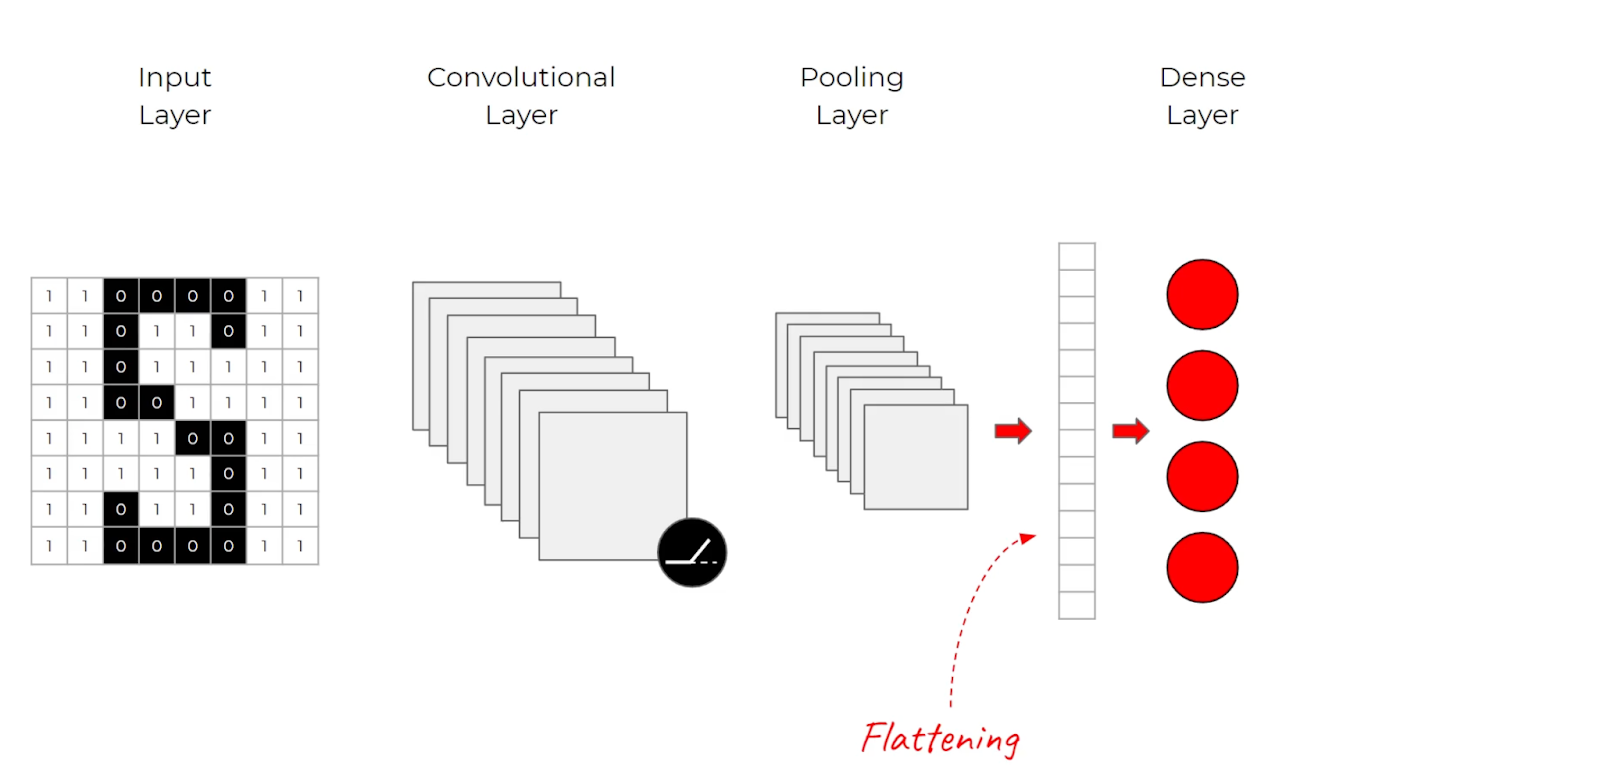 Input
Layer
Convolutional
Layer
Pooling
Layer
Dense
Layer
1 1 0 0 0 0 1 1
1 1 0 1 1 0 1 1
1 1 0 1 1 1 1 1
1 1 0 0 1 1 1 1
1 1 1 1 0 0 1 1
1 1 1 1 1 0 1 1
1 1 0 1 1 0 1 1
1 1 0 0 0 0 1 1
Flattening